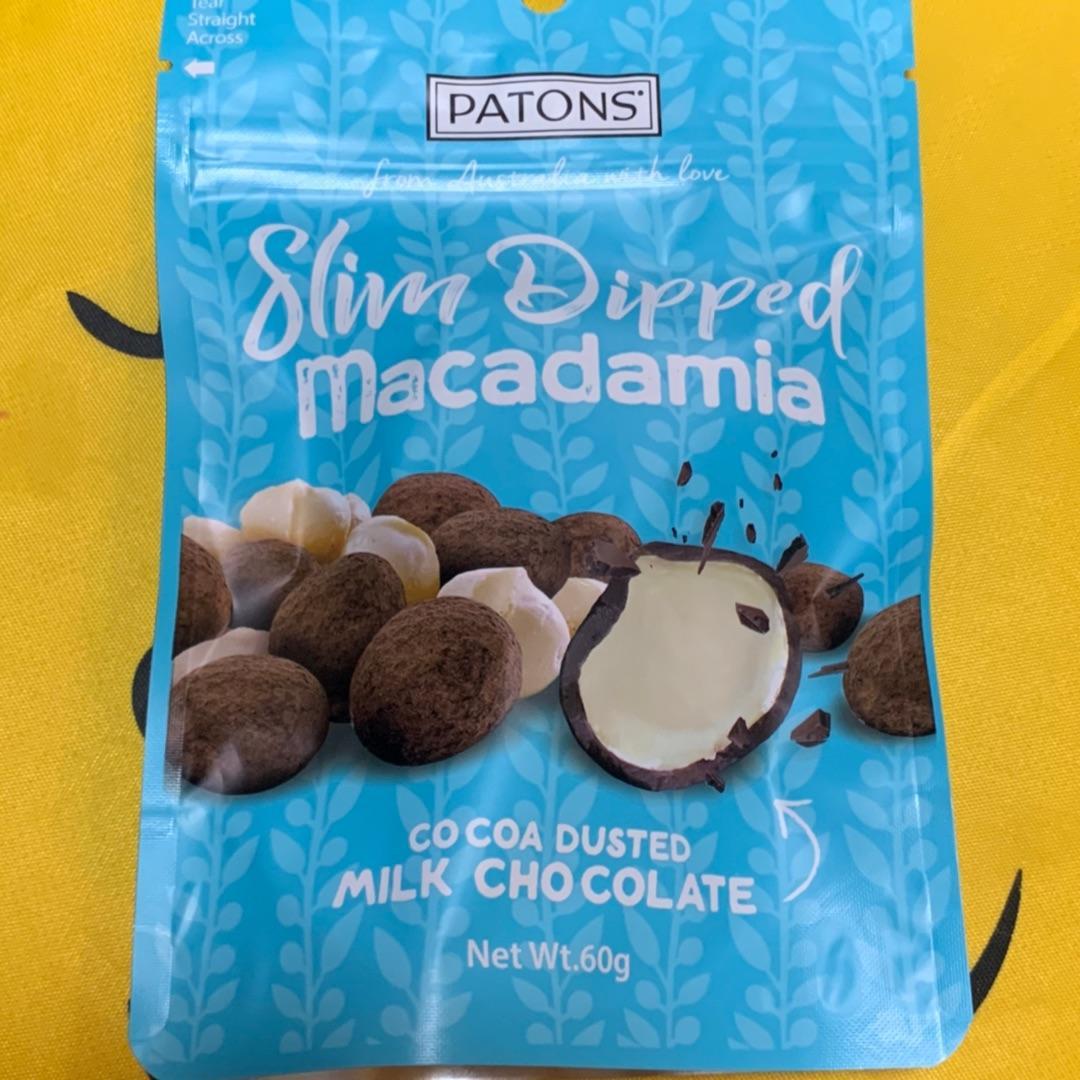 Tear
Straight
Across
PATONS
from Australia with love
Slim Dipped
macadamia
COCOA DUSTED
MILK CHOCOLATE
Net Wt.60g